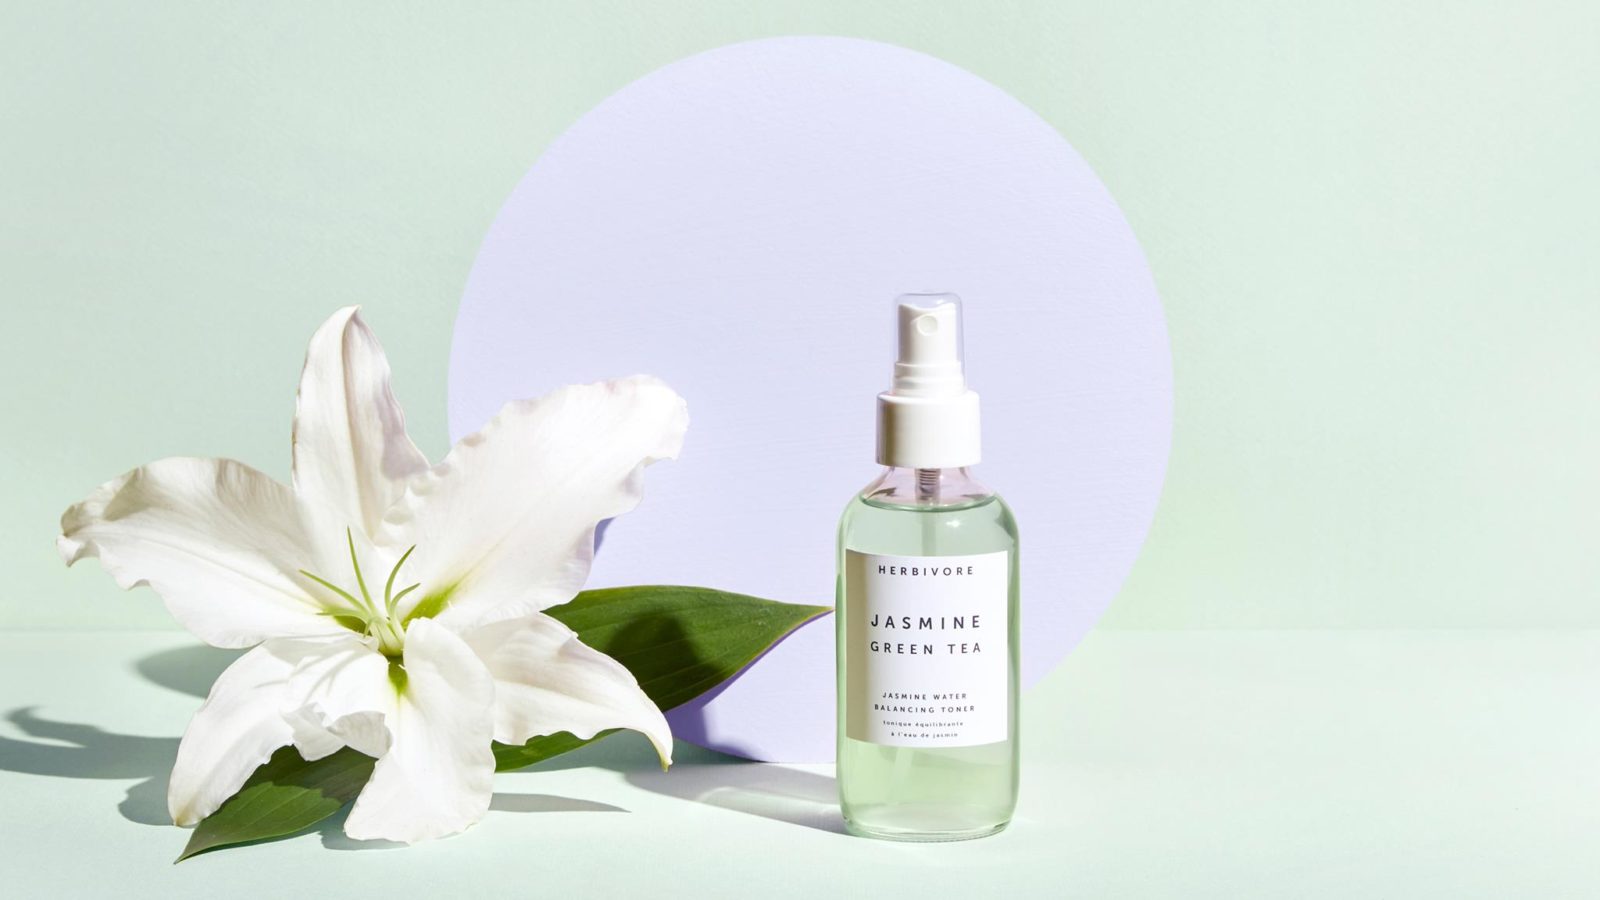 HERBIVORE
JASMINE
GREEN TEA
JASMINE WATER
BALANCING TONER
tonique équilibrante
à l'eau de jasmin